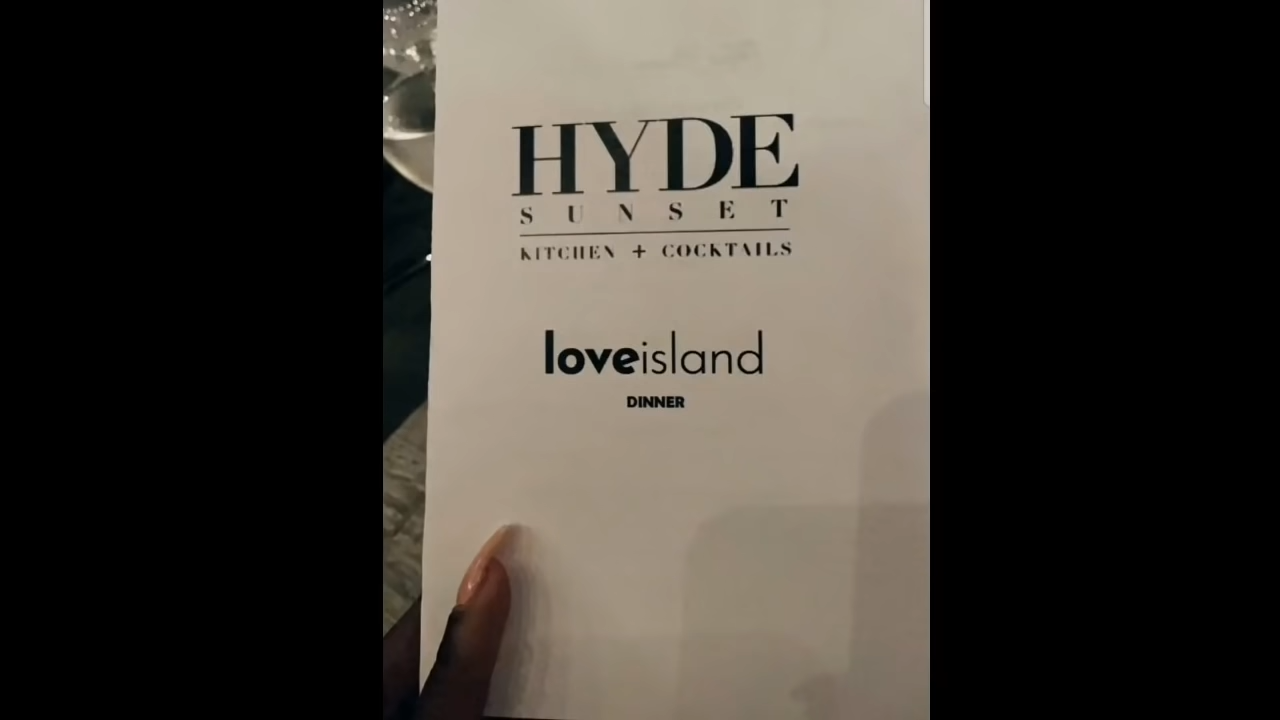 HYDE
SUNSET
KITCHEN + COCKTAILS
loveisland
DINNER